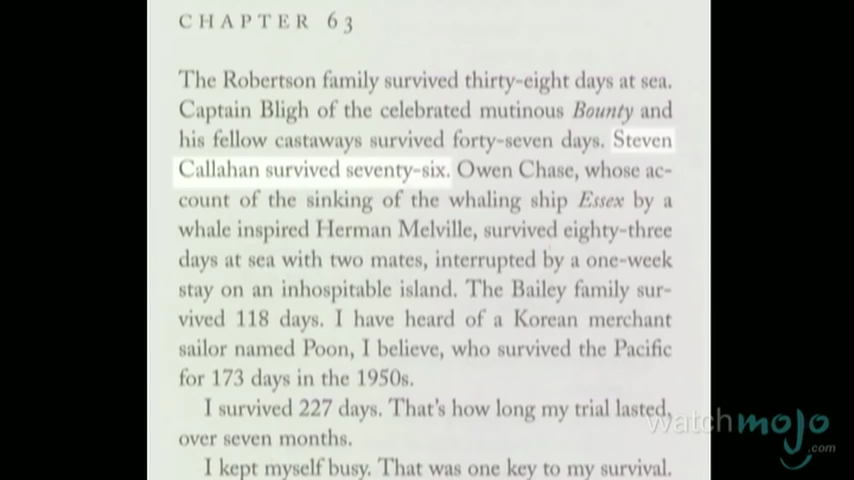 CHAPTER 63
The Robertson family survived thirty-eight days at sea.
Captain Bligh of the celebrated mutinous Bounty and
his fellow castaways survived forty-seven days. Steven
Callahan survived seventy-six. Owen Chase, whose ac-
count of the sinking of the whaling ship Essex by a
whale inspired Herman Melville, survived eighty-three
days at sea with two mates, interrupted by a one-week
stay on an inhospitable island. The Bailey family sur-
vived 118 days. I have heard of a Korean merchant
sailor named Poon, I believe, who survived the Pacific
for 173 days in the 1950s.
I survived 227 days. That's how long my trial lasted,
over seven months.
I kept myself busy. That was one key to my survival.
watchmojo
.com